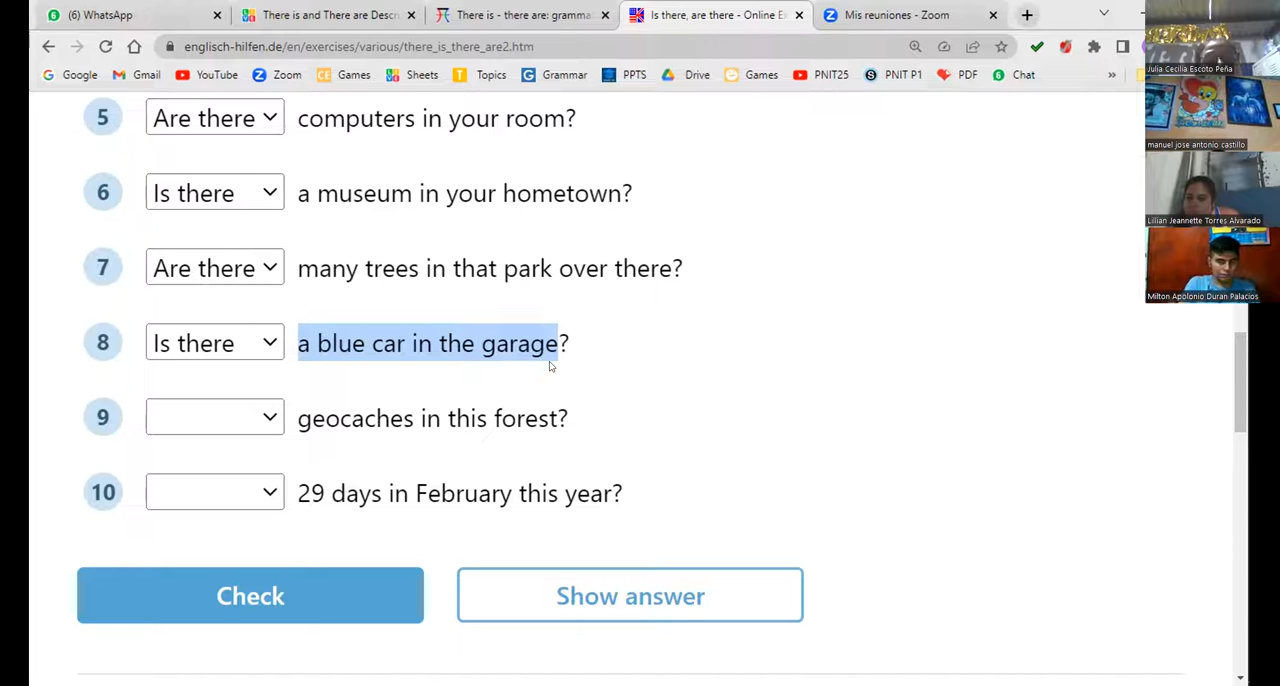 (6) WhatsApp
There is and There are Descr
There is - there are: gramma
Is there, are there - Online E
Mis reuniones - Zoom
englisch-hilfen.de/en/exercises/various/there_is_there_are2.htm
Google Gmail YouTube Zoom Games Sheets Topics Grammar PPTS Drive Games PNIT25 PNIT P1 PDF Chat »
Julia Cecilia Escoto Peña
manuel jose antonio castillo
Lilian Jeannette Torres Alvarado
Milton Apolonio Duran Palacios
5 Are there computers in your room?
6 Is there a museum in your hometown?
7 Are there many trees in that park over there?
8 Is there a blue car in the garage?
9 geocaches in this forest?
10 29 days in February this year?
Check Show answer